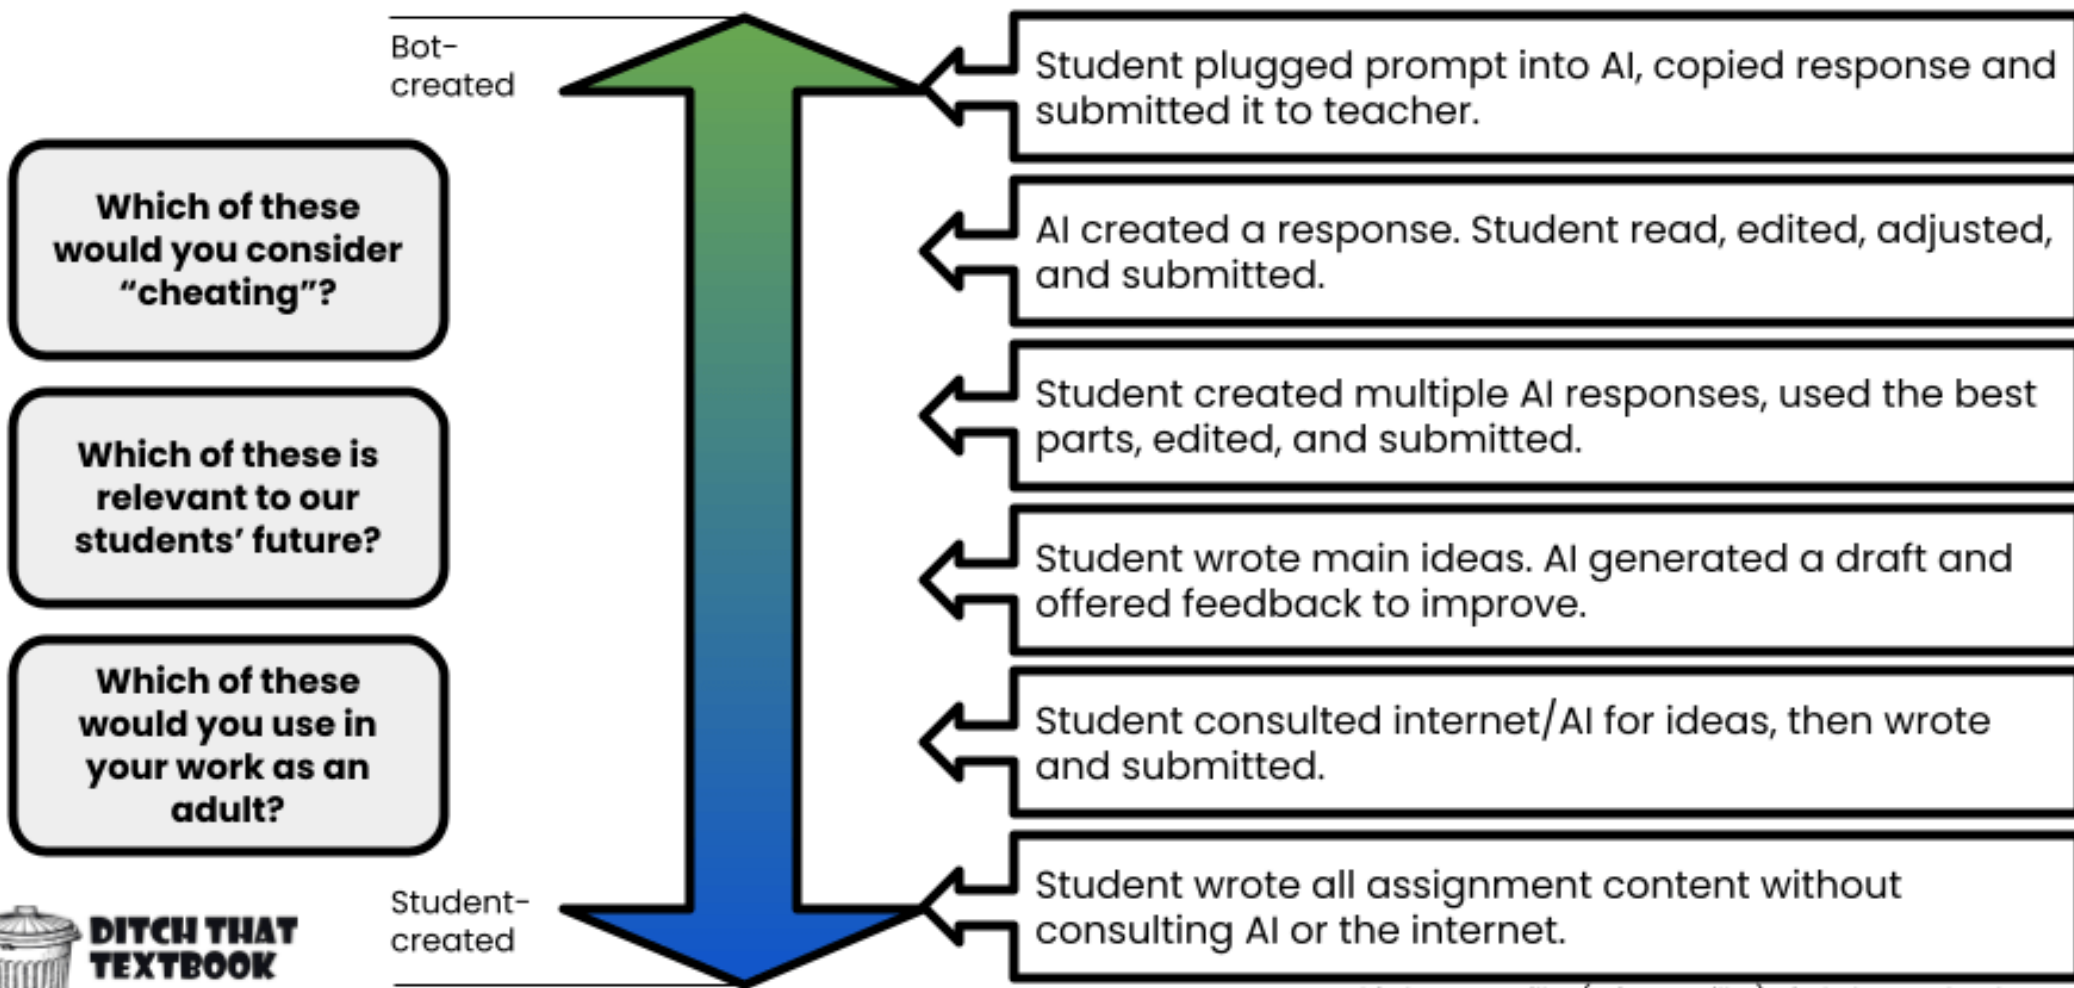 Bot-
created
Which of these
would you consider
“cheating”?
Which of these is
relevant to our
students’ future?
Which of these
would you use in
your work as an
adult?
Student-
created
DITCH THAT
TEXTBOOK
Student plugged prompt into AI, copied response and
submitted it to teacher.
AI created a response. Student read, edited, adjusted,
and submitted.
Student created multiple AI responses, used the best
parts, edited, and submitted.
Student wrote main ideas. AI generated a draft and
offered feedback to improve.
Student consulted internet/AI for ideas, then wrote
and submitted.
Student wrote all assignment content without
consulting AI or the internet.